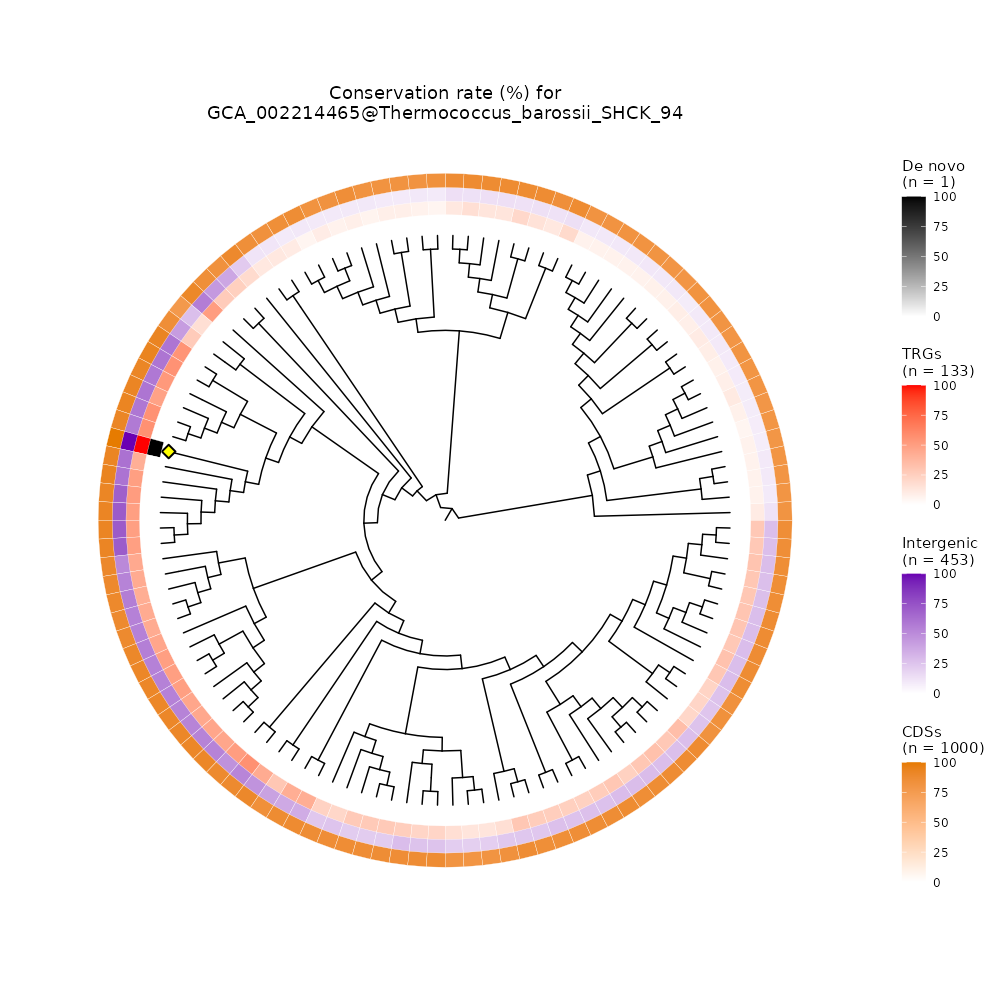 Conservation rate (%) for
GCA_002214465@Thermococcus_barossii_SHCK_94
De novo
(n = 1)
100
75
50
25
0
TRGs
(n = 133)
100
75
50
25
0
Intergenic
(n = 453)
100
75
50
25
0
CDSs
(n = 1000)
100
75
50
25
0